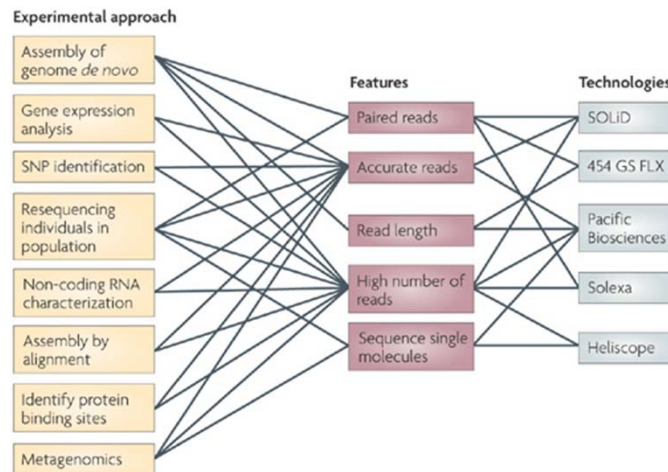 Experimental approach
Assembly of
genome de novo
Gene expression
analysis
SNP identification
Resequencing
individuals in
population
Non-coding RNA
characterization
Assembly by
alignment
Identify protein
binding sites
Metagenomics
Features
Paired reads
Accurate reads
Read length
High number of
reads
Sequence single
molecules
Technologies
SOLiD
454 GS FLX
Pacific
Biosciences
Solexa
Heliscope